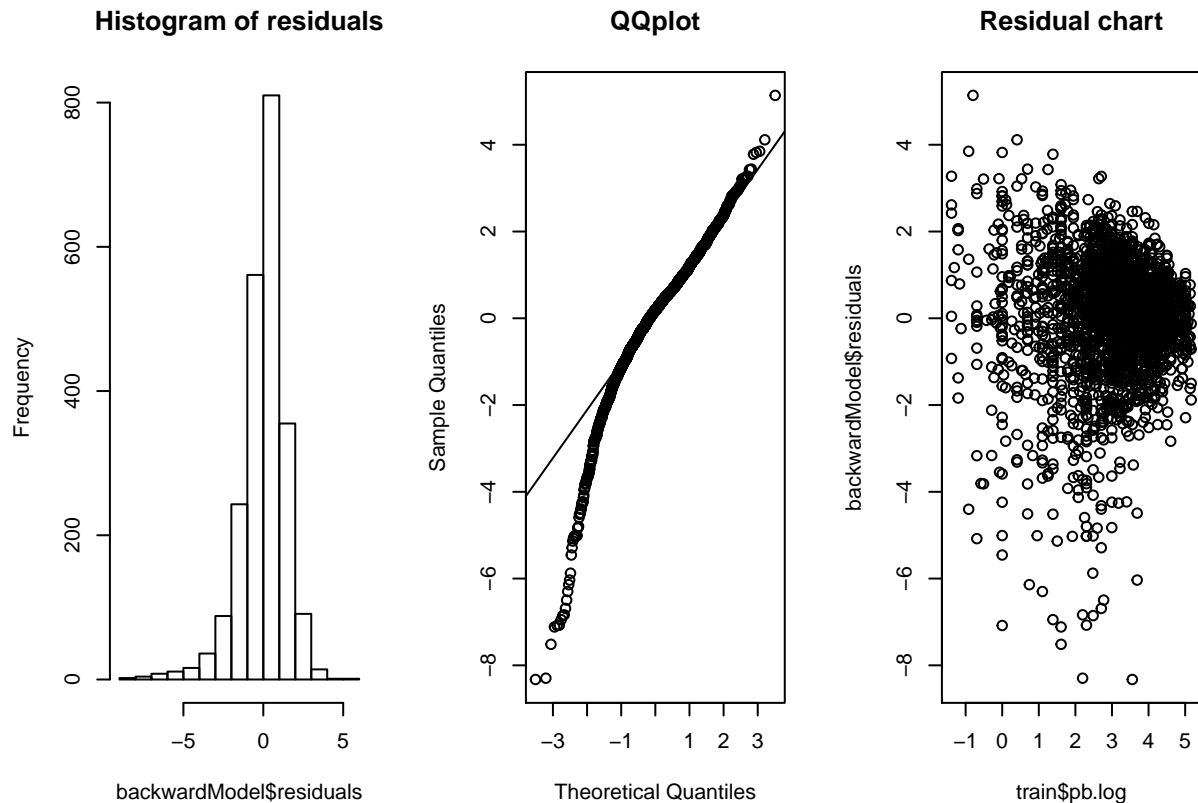 Histogram of residuals
Frequency
0
200
400
600
800
−5 0 5
backwardModel$residuals
QQplot
Sample Quantiles
−8
−6
−4
−2
0
2
4
−3 −1 1 2 3
Theoretical Quantiles
Residual chart
backwardModel$residuals
−8
−6
−4
−2
0
2
4
−1 0 1 2 3 4 5
train$pb.log